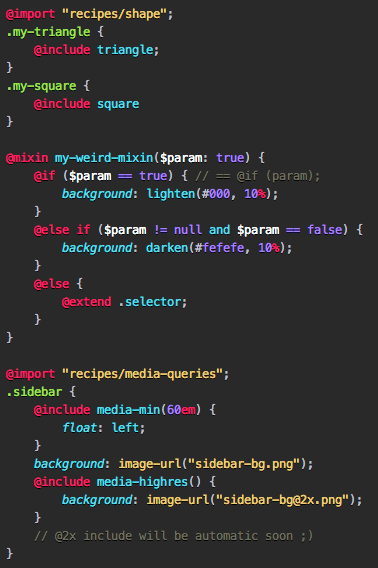 @import "recipes/shape";
.my-triangle {
    @include triangle;
}
.my-square {
    @include square
}

@mixin my-weird-mixin($param: true) {
    @if ($param == true) { // == @if (param);
        background: lighten(#000, 10%);
    }
    @else if ($param != null and $param == false) {
        background: darken(#fefefe, 10%);
    }
    @else {
        @extend .selector;
    }
}

@import "recipes/media-queries";
.sidebar {
    @include media-min(60em) {
        float: left;
    }
    background: image-url("sidebar-bg.png");
    @include media-highres() {
        background: image-url("sidebar-bg@2x.png");
    }
    // @2x include will be automatic soon ;)
}